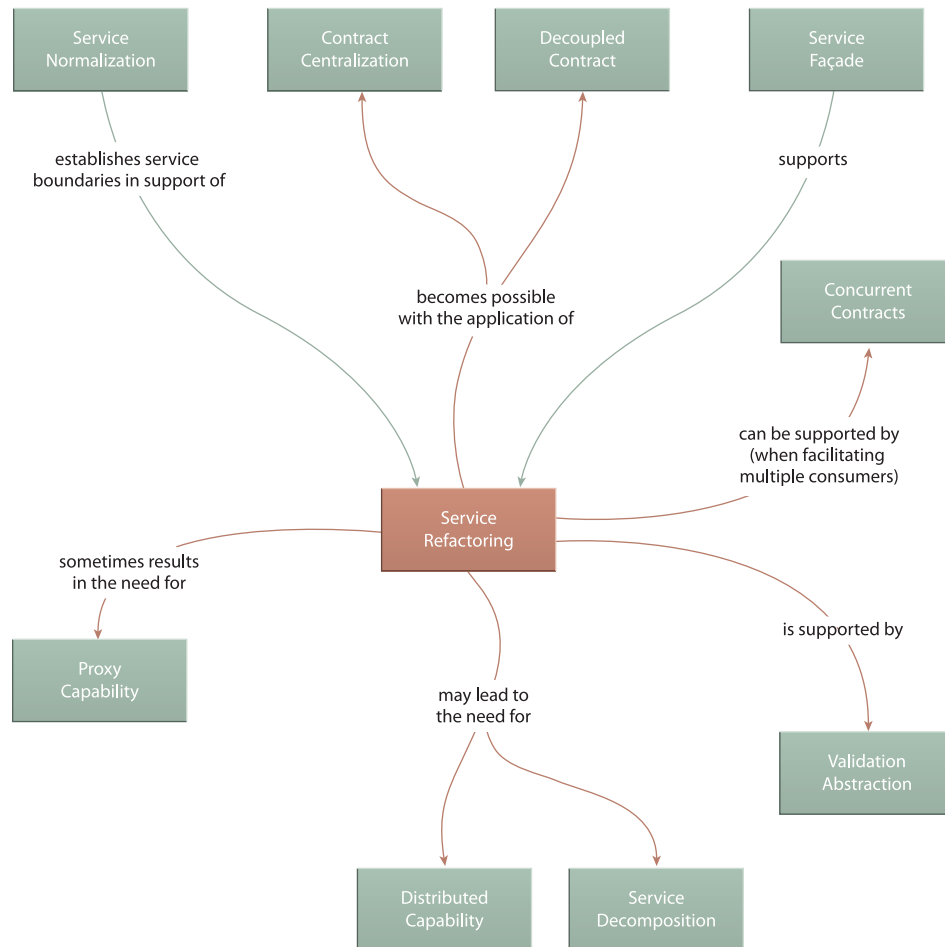 Service
Normalization
Contract
Centralization
Decoupled
Contract
Service
Façade
establishes service
boundaries in support of
supports
becomes possible
with the application of
Concurrent
Contracts
can be supported by
(when facilitating
multiple consumers)
Service
Refactoring
sometimes results
in the need for
is supported by
Proxy
Capability
may lead to
the need for
Validation
Abstraction
Distributed
Capability
Service
Decomposition